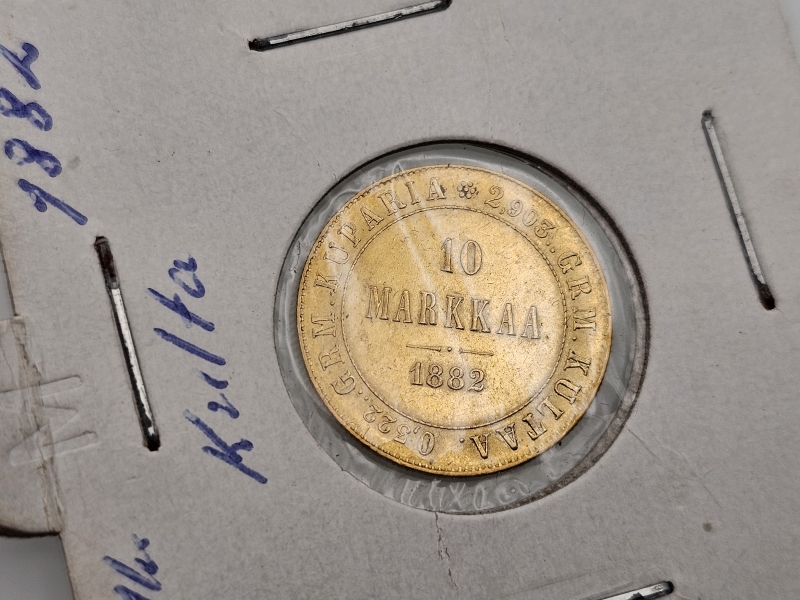 1882
Kulta
2,903..GRM.KULTAA. 0,322..GRM.KUPARIA
10
MARKKAA
1882